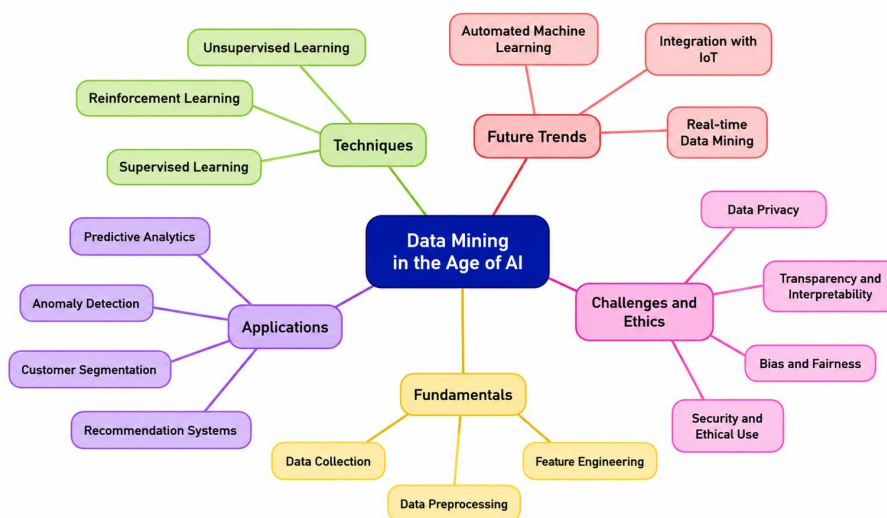 Unsupervised Learning
Reinforcement Learning
Supervised Learning
Techniques
Automated Machine
Learning
Integration with
IoT
Real-time
Data Mining
Future Trends
Data Mining
in the Age of AI
Predictive Analytics
Anomaly Detection
Customer Segmentation
Recommendation Systems
Applications
Data Privacy
Transparency and
Interpretability
Bias and Fairness
Security and
Ethical Use
Challenges and
Ethics
Fundamentals
Data Collection
Data Preprocessing
Feature Engineering